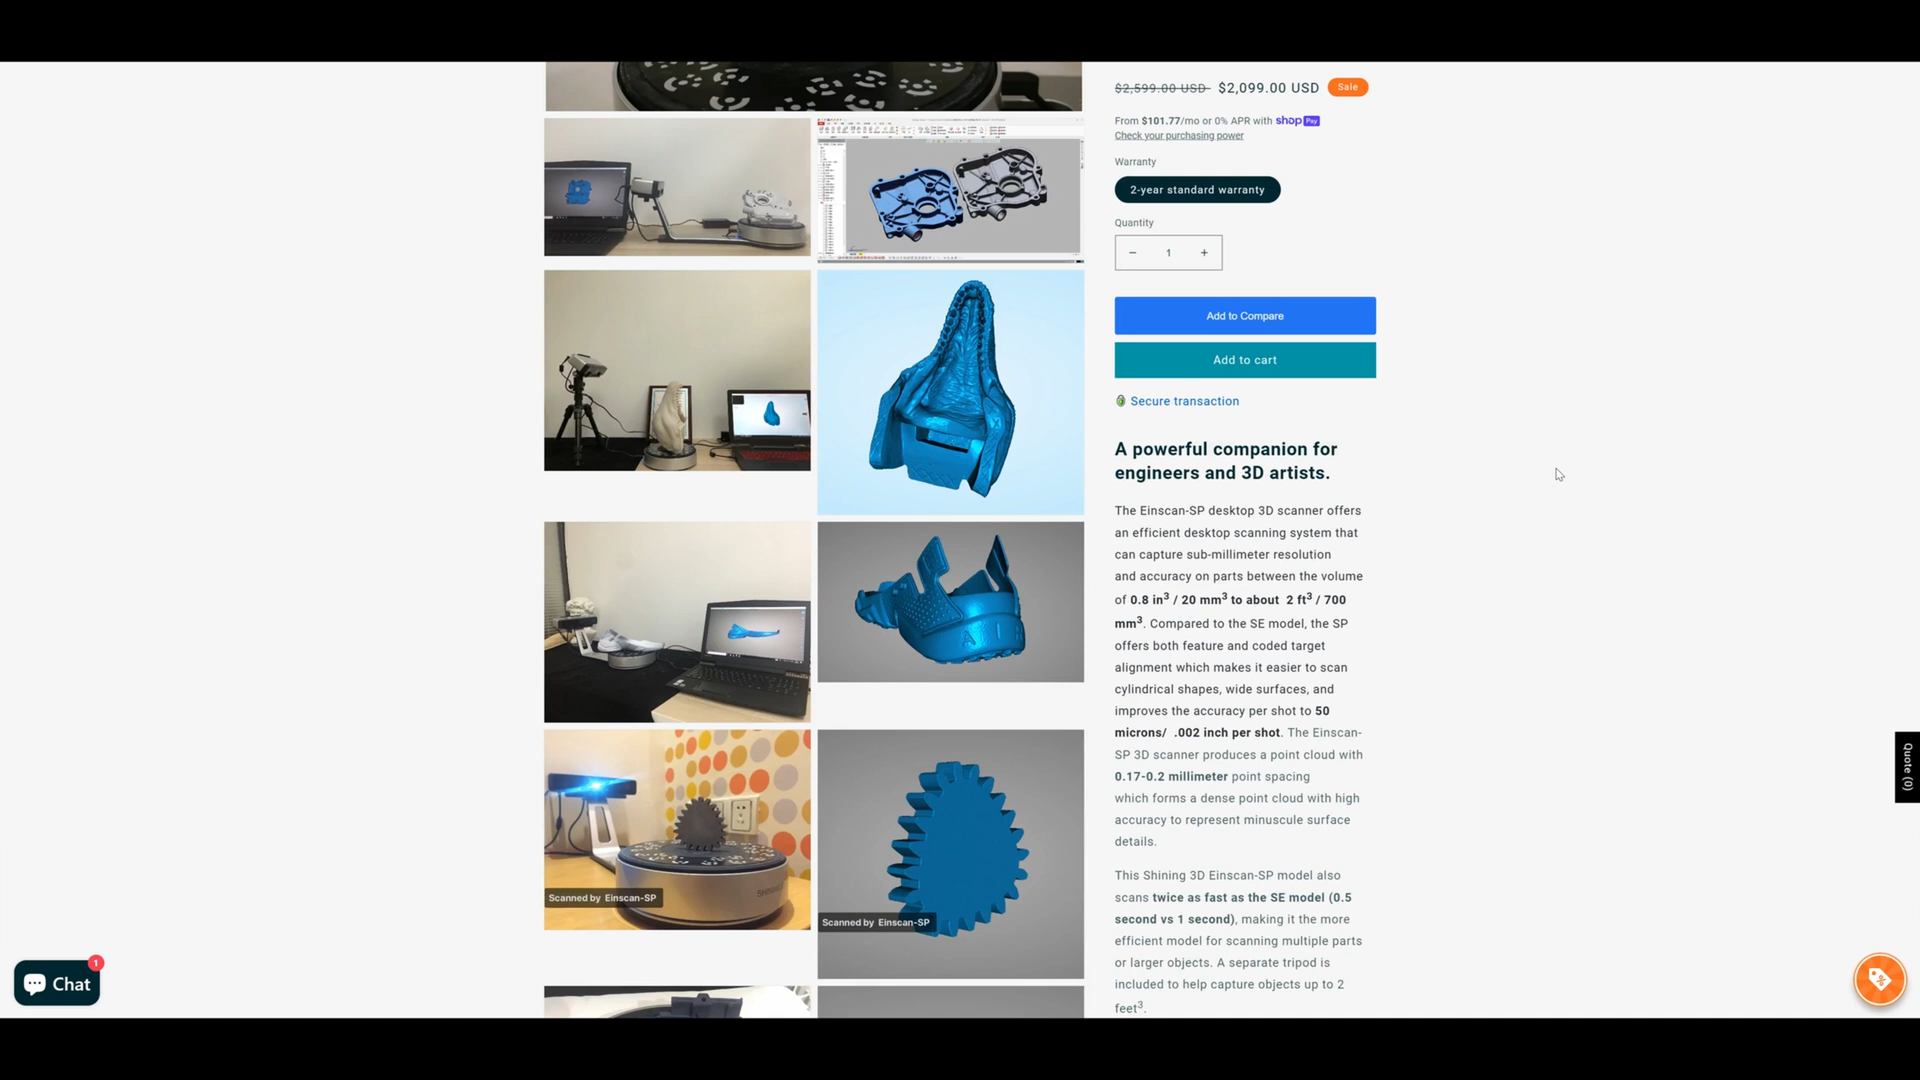 $2,599.00 USD $2,099.00 USD Sale
From $101.77/mo or 0% APR with shop Pay
Check your purchasing power
Warranty
2-year standard warranty
Quantity
− 1 +
Add to Compare
Add to cart
Secure transaction
A powerful companion for
engineers and 3D artists.
The Einscan-SP desktop 3D scanner offers
an efficient desktop scanning system that
can capture sub-millimeter resolution
and accuracy on parts between the volume
of 0.8 in³ / 20 mm³ to about 2 ft³ / 700
mm³. Compared to the SE model, the SP
offers both feature and coded target
alignment which makes it easier to scan
cylindrical shapes, wide surfaces, and
improves the accuracy per shot to 50
microns/ .002 inch per shot. The Einscan-
SP 3D scanner produces a point cloud with
0.17-0.2 millimeter point spacing
which forms a dense point cloud with high
accuracy to represent minuscule surface
details.
This Shining 3D Einscan-SP model also
scans twice as fast as the SE model (0.5
second vs 1 second), making it the more
efficient model for scanning multiple parts
or larger objects. A separate tripod is
included to help capture objects up to 2
feet³.
Scanned by Einscan-SP
Scanned by Einscan-SP
Quote (0)
Chat
1